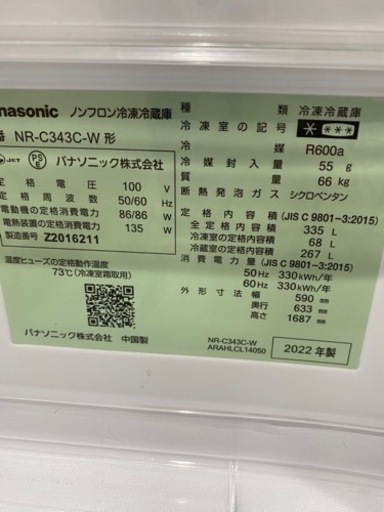 nasonic ノンフロン冷凍冷蔵庫
番 NR-C343C-W 形
JET PSE パナソニック株式会社
定格電圧 100 V
定格周波数 50/60 Hz
電動機の定格消費電力 86/86 W
電熱装置の定格消費電力 135 W
製造番号 Z2016211
温度ヒューズの定格動作温度
73℃(冷凍室霜取用)
パナソニック株式会社 中国製
種類 冷凍冷蔵庫
冷凍室の記号 * ***
冷媒 R600a
冷媒封入量 55 g
質量 66 kg
断熱発泡ガス シクロペンタン
定格内容積 (JIS C 9801-3:2015)
全定格内容積 335 L
冷凍室の定格内容積 68 L
冷蔵室の定格内容積 267 L
消費電力量 (JIS C 9801-3:2015)
50 Hz 330 kWh/年
60 Hz 330 kWh/年
外形寸法 幅 590 mm
奥行 633 mm
高さ 1687 mm
NR-C343C-W
ARAHLCL14050
2022 年製